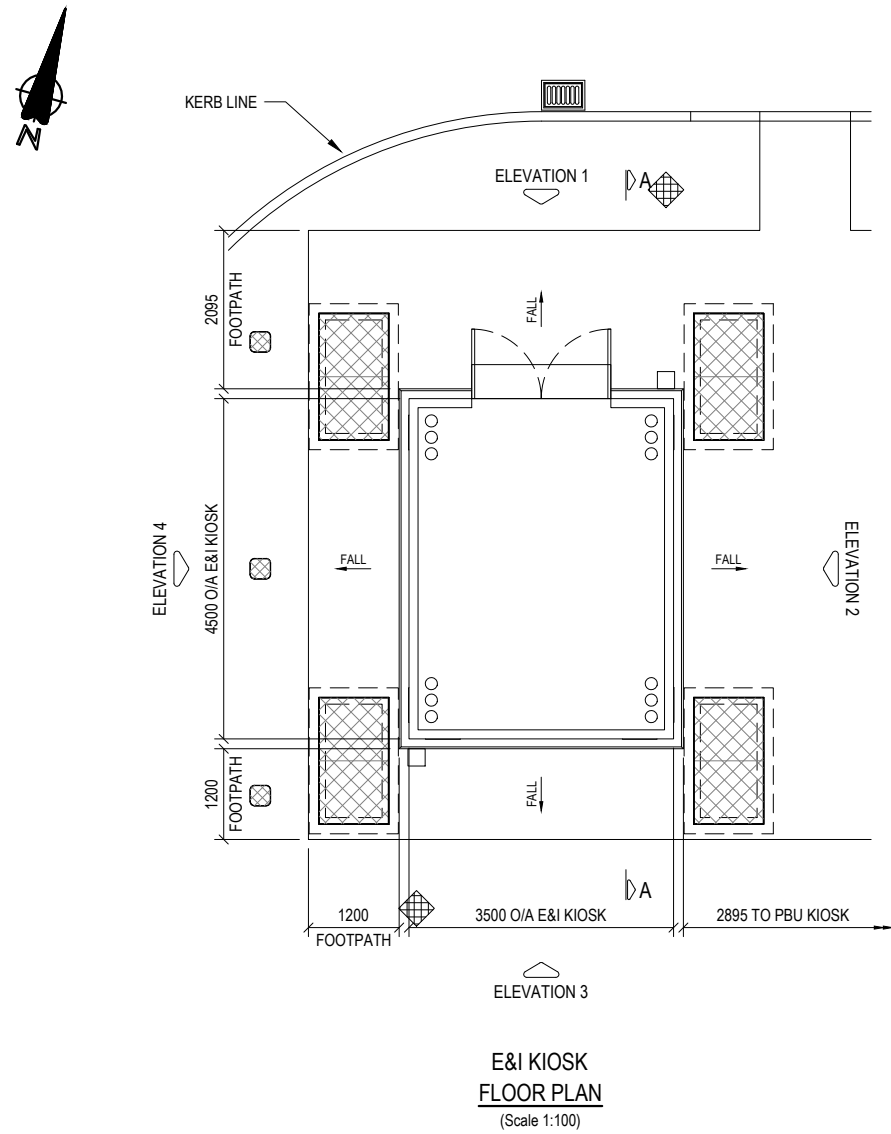 N
KERB LINE
ELEVATION 1
A
2095
FOOTPATH
FALL
4500 O/A E&I KIOSK
ELEVATION 4
FALL
FALL
ELEVATION 2
1200
FOOTPATH
FALL
A
1200
FOOTPATH
3500 O/A E&I KIOSK
2895 TO PBU KIOSK
ELEVATION 3
E&I KIOSK
FLOOR PLAN
(Scale 1:100)